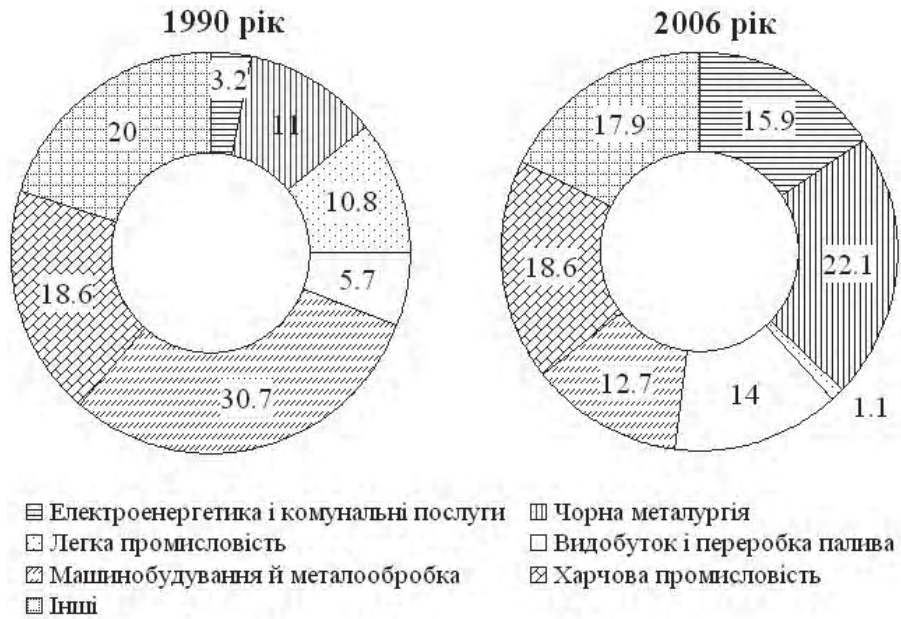 1990 рік
2006 рік
3.2
11
10.8
5.7
30.7
18.6
20
15.9
22.1
1.1
14
12.7
18.6
17.9
Електроенергетика і комунальні послуги
Чорна металургія
Легка промисловість
Видобуток і переробка палива
Машинобудування й металообробка
Харчова промисловість
Інші